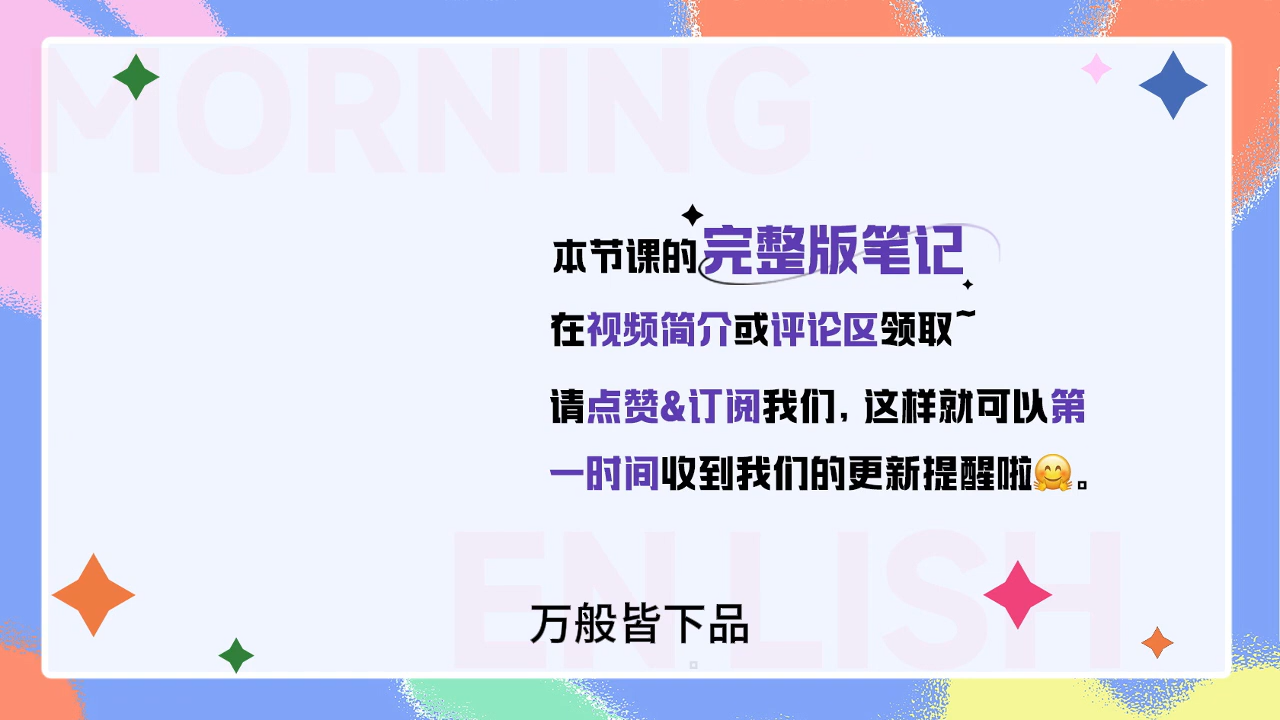 MORNING
本节课的完整版笔记
在视频简介或评论区领取~
请点赞&订阅我们，这样就可以第
一时间收到我们的更新提醒啦🤗。
EN LISH
万般皆下品